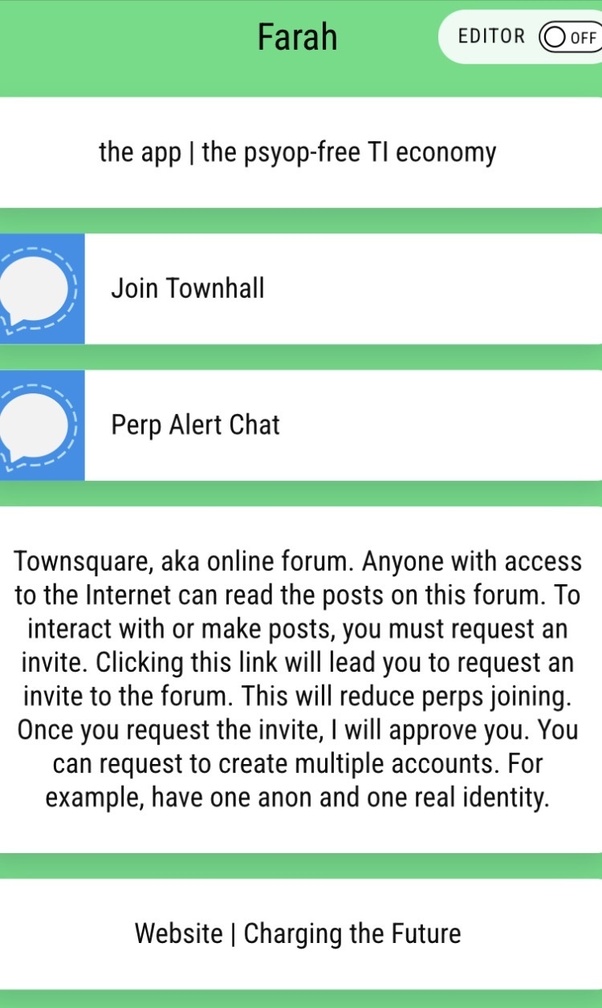 Farah
EDITOR OFF
the app | the psyop-free TI economy
Join Townhall
Perp Alert Chat
Townsquare, aka online forum. Anyone with access
to the Internet can read the posts on this forum. To
interact with or make posts, you must request an
invite. Clicking this link will lead you to request an
invite to the forum. This will reduce perps joining.
Once you request the invite, I will approve you. You
can request to create multiple accounts. For
example, have one anon and one real identity.
Website | Charging the Future